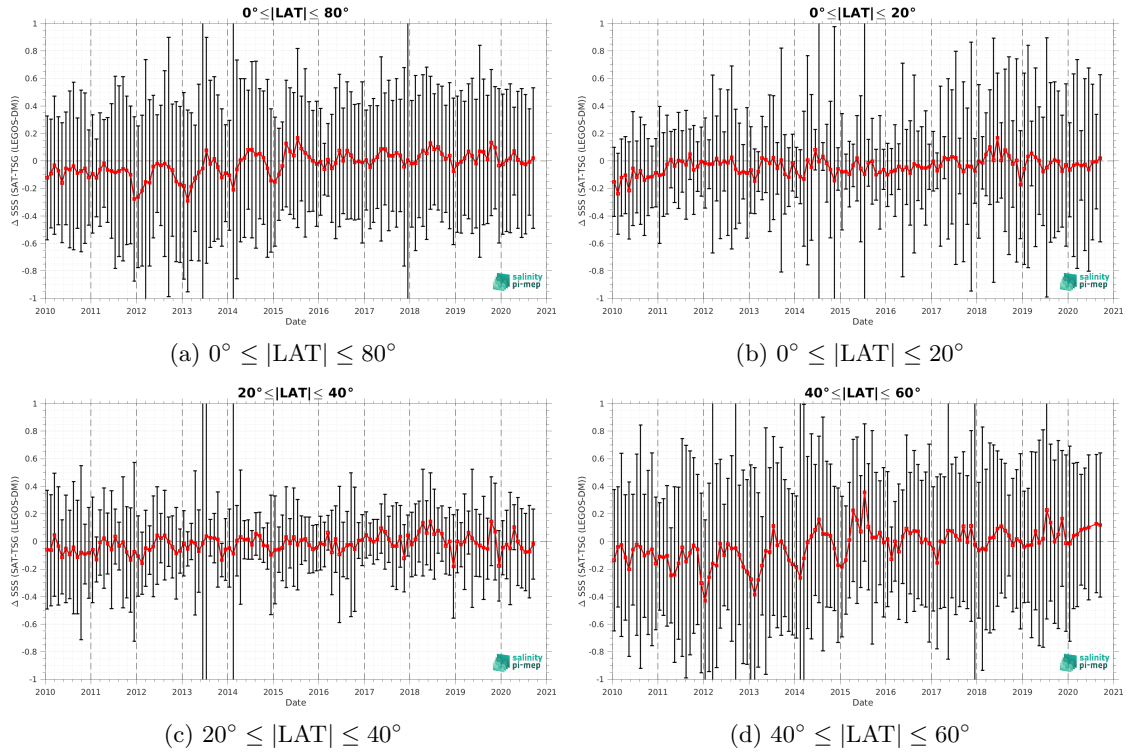 0°≤|LAT|≤ 80°
Δ SSS (SAT-TSG (LEGOS-DM))
1
0.8
0.6
0.4
0.2
0
-0.2
-0.4
-0.6
-0.8
-1
2010 2011 2012 2013 2014 2015 2016 2017 2018 2019 2020 2021
Date
salinity
pi-mep
(a) 0° ≤ |LAT| ≤ 80°
0°≤|LAT|≤ 20°
Δ SSS (SAT-TSG (LEGOS-DM))
1
0.8
0.6
0.4
0.2
0
-0.2
-0.4
-0.6
-0.8
-1
2010 2011 2012 2013 2014 2015 2016 2017 2018 2019 2020 2021
Date
salinity
pi-mep
(b) 0° ≤ |LAT| ≤ 20°
20°≤|LAT|≤ 40°
Δ SSS (SAT-TSG (LEGOS-DM))
1
0.8
0.6
0.4
0.2
0
-0.2
-0.4
-0.6
-0.8
-1
2010 2011 2012 2013 2014 2015 2016 2017 2018 2019 2020 2021
Date
salinity
pi-mep
(c) 20° ≤ |LAT| ≤ 40°
40°≤|LAT|≤ 60°
Δ SSS (SAT-TSG (LEGOS-DM))
1
0.8
0.6
0.4
0.2
0
-0.2
-0.4
-0.6
-0.8
-1
2010 2011 2012 2013 2014 2015 2016 2017 2018 2019 2020 2021
Date
salinity
pi-mep
(d) 40° ≤ |LAT| ≤ 60°